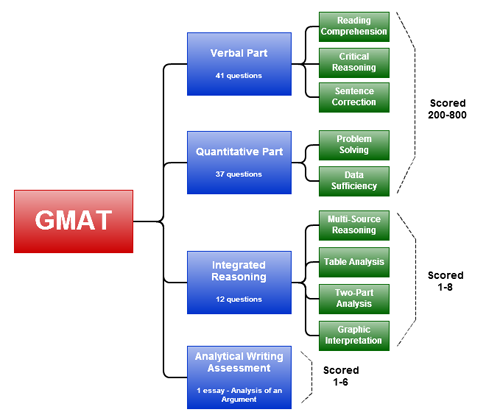 GMAT
Verbal Part
41 questions
Reading
Comprehension
Critical
Reasoning
Sentence
Correction
Quantitative Part
37 questions
Problem
Solving
Data
Sufficiency
Scored
200-800
Integrated
Reasoning
12 questions
Multi-Source
Reasoning
Table Analysis
Two-Part
Analysis
Graphic
Interpretation
Scored
1-8
Analytical Writing
Assessment
1 essay - Analysis of an
Argument
Scored
1-6